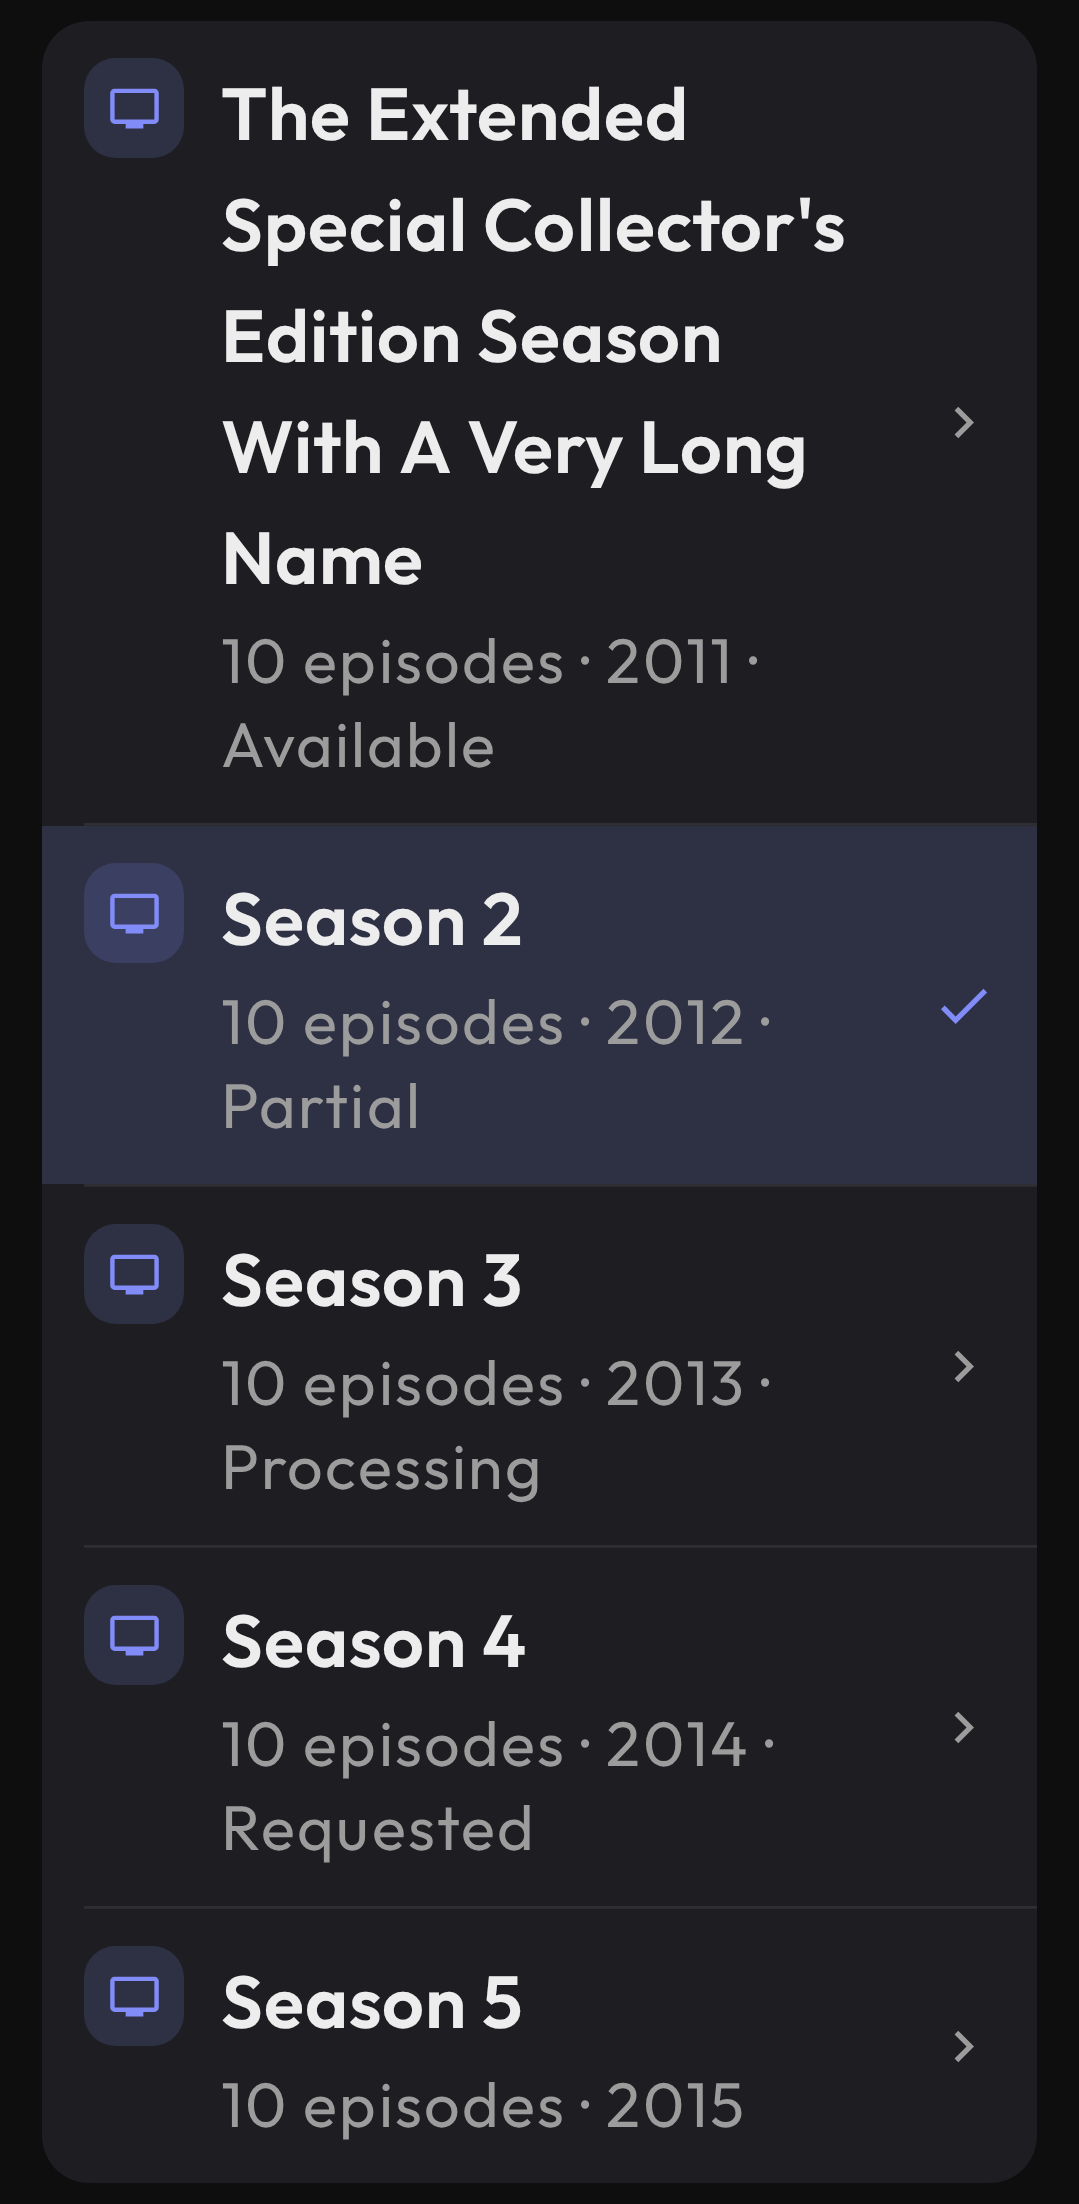 The Extended
Special Collector's
Edition Season
With A Very Long
Name
10 episodes · 2011 ·
Available
Season 2
10 episodes · 2012 ·
Partial
Season 3
10 episodes · 2013 ·
Processing
Season 4
10 episodes · 2014 ·
Requested
Season 5
10 episodes · 2015